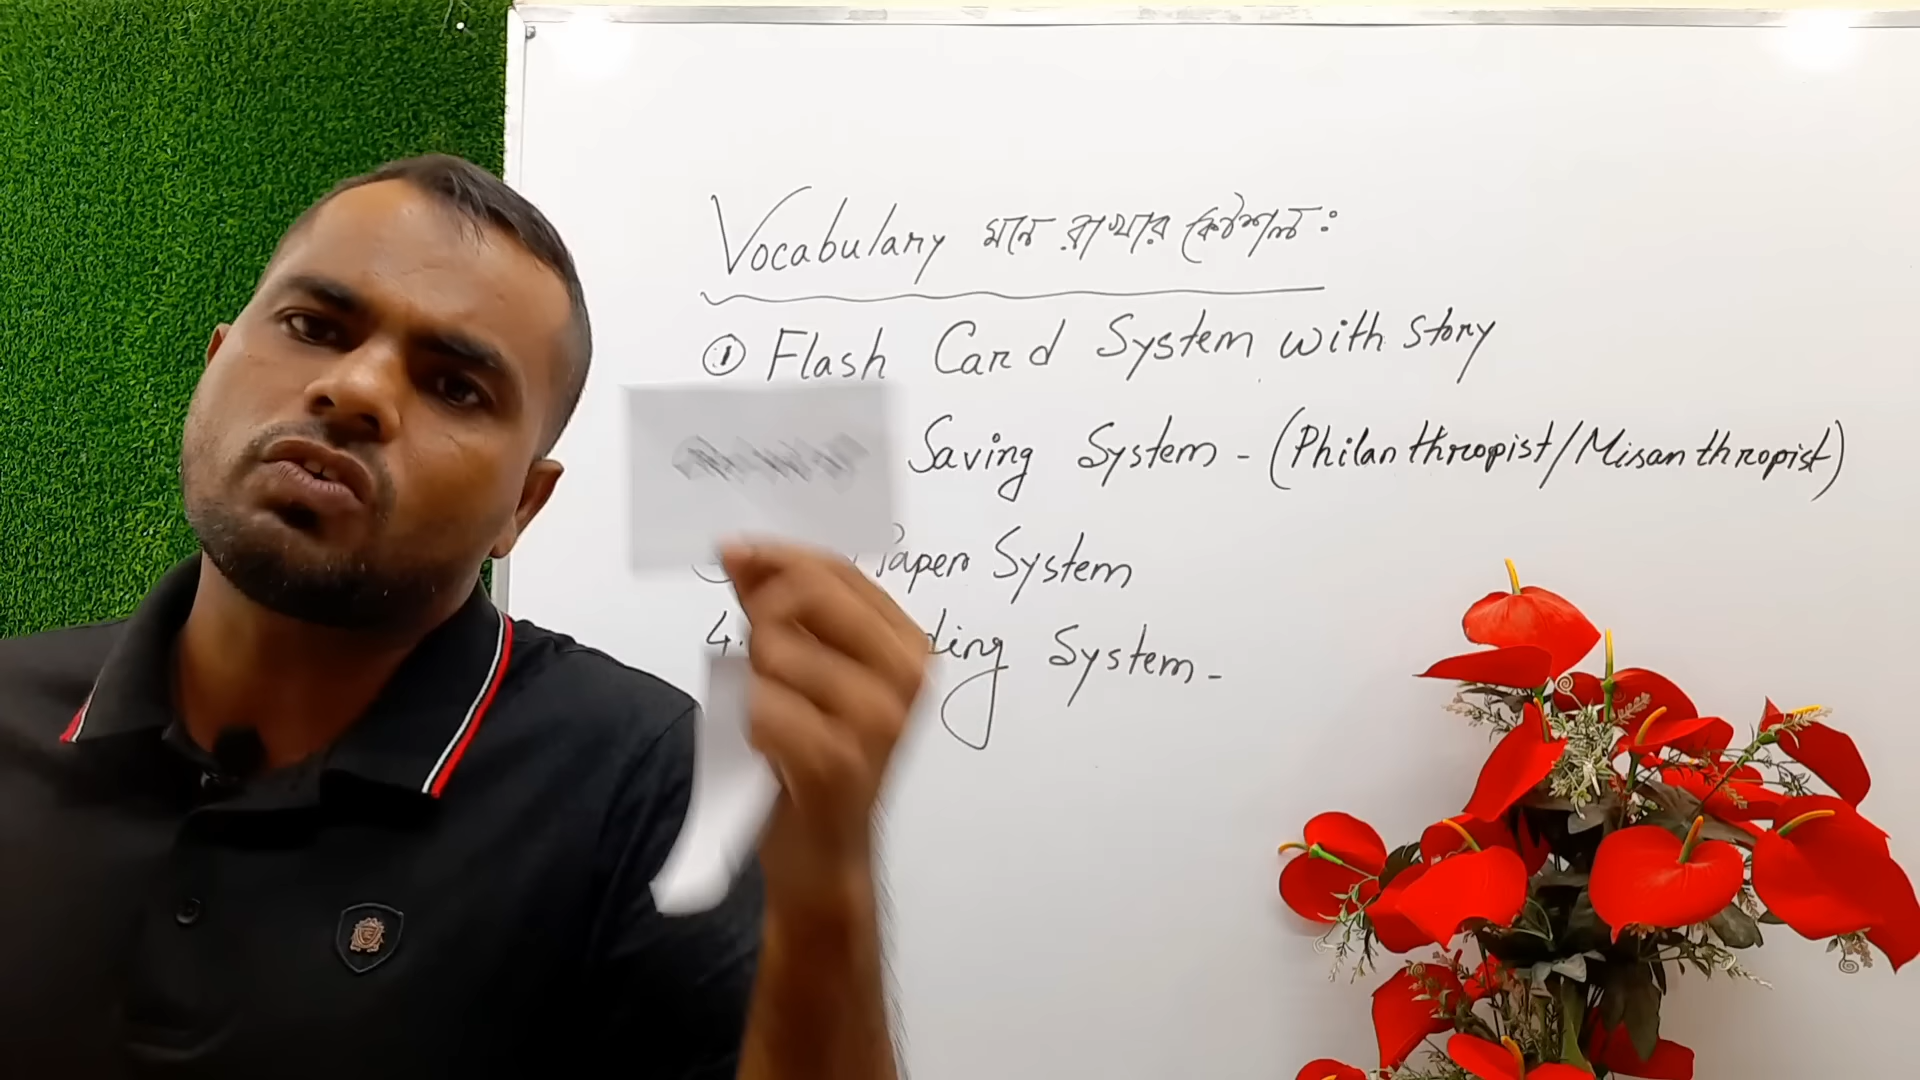 Vocabulary মনে রাখার কৌশল:
① Flash Card System with story
Saving System - (Philanthropist/Misanthropist)
Paper System
4. System -